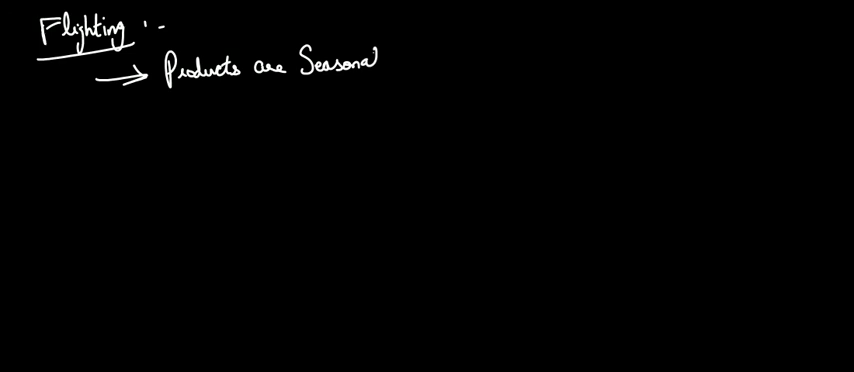 Flighting :-
→ Products are Seasonal